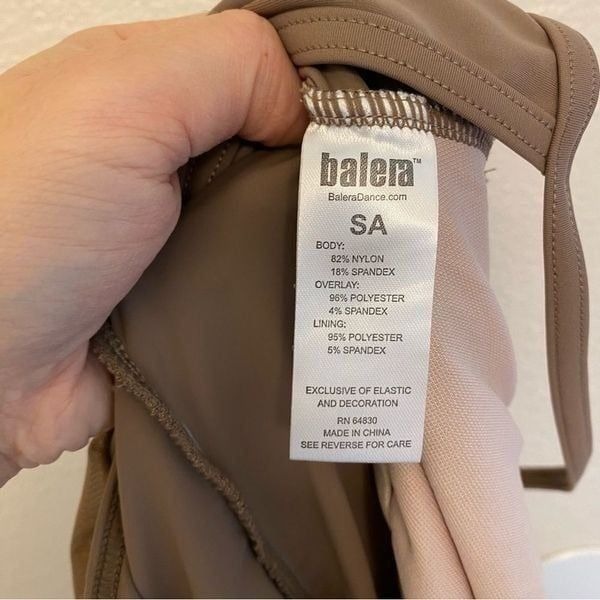 balera™
BaleraDance.com
SA
BODY:
82% NYLON
18% SPANDEX
OVERLAY:
96% POLYESTER
4% SPANDEX
LINING:
95% POLYESTER
5% SPANDEX
EXCLUSIVE OF ELASTIC
AND DECORATION
RN 64830
MADE IN CHINA
SEE REVERSE FOR CARE